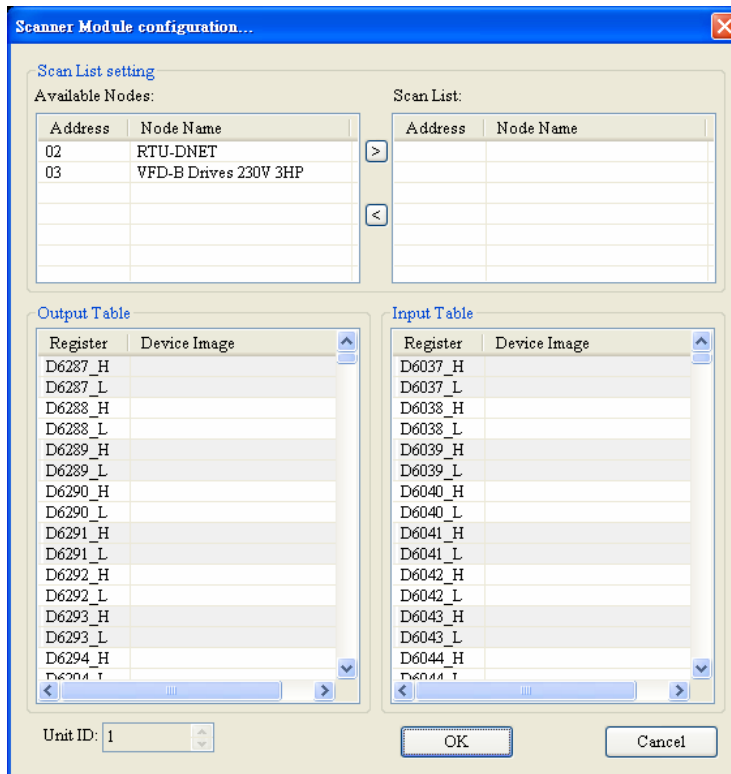 Scanner Module configuration...
Scan List setting
Available Nodes:
Scan List:
Address Node Name
Address Node Name
02 RTU-DNET
03 VFD-B Drives 230V 3HP
>
<
Output Table
Input Table
Register Device Image
Register Device Image
D6287_H
D6287_L
D6288_H
D6288_L
D6289_H
D6289_L
D6290_H
D6290_L
D6291_H
D6291_L
D6292_H
D6292_L
D6293_H
D6293_L
D6294_H
D6294_L
D6037_H
D6037_L
D6038_H
D6038_L
D6039_H
D6039_L
D6040_H
D6040_L
D6041_H
D6041_L
D6042_H
D6042_L
D6043_H
D6043_L
D6044_H
D6044_L
Unit ID: 1
OK
Cancel